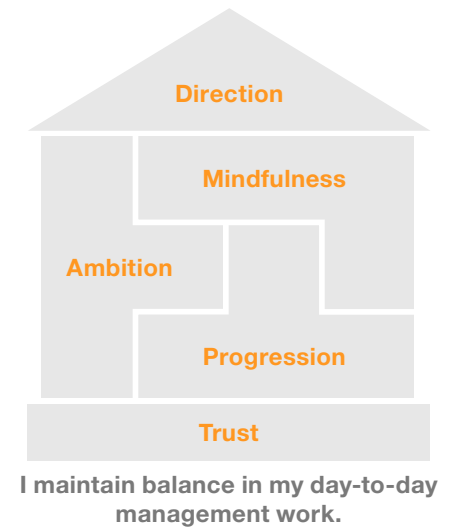 Direction
Mindfulness
Ambition
Progression
Trust
I maintain balance in my day-to-day
management work.